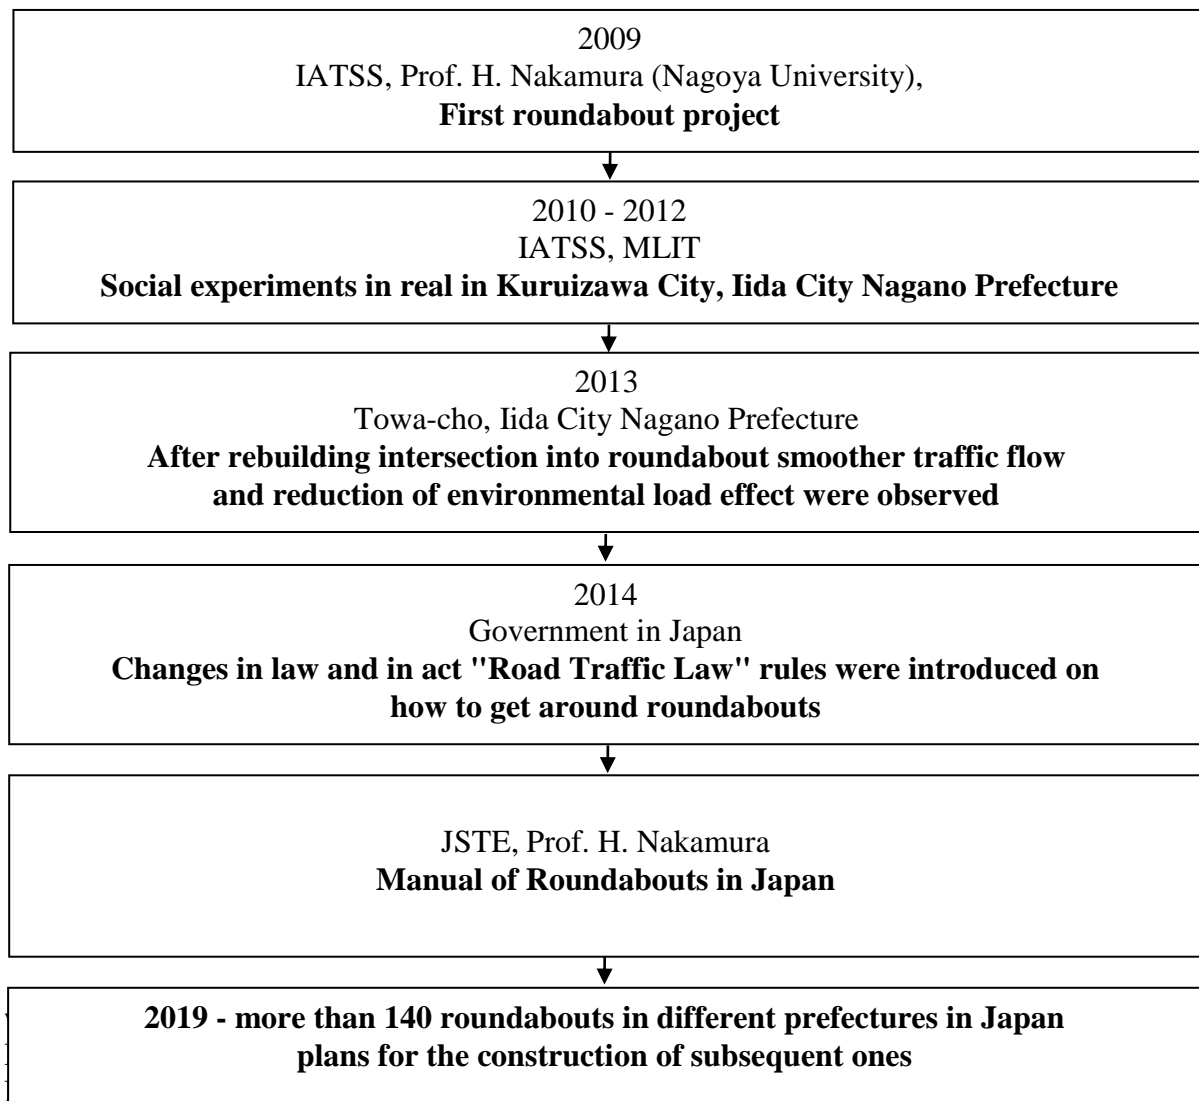 2009
IATSS, Prof. H. Nakamura (Nagoya University),
First roundabout project
2010 - 2012
IATSS, MLIT
Social experiments in real in Kuruizawa City, Iida City Nagano Prefecture
2013
Towa-cho, Iida City Nagano Prefecture
After rebuilding intersection into roundabout smoother traffic flow
and reduction of environmental load effect were observed
2014
Government in Japan
Changes in law and in act "Road Traffic Law" rules were introduced on
how to get around roundabouts
JSTE, Prof. H. Nakamura
Manual of Roundabouts in Japan
2019 - more than 140 roundabouts in different prefectures in Japan
plans for the construction of subsequent ones